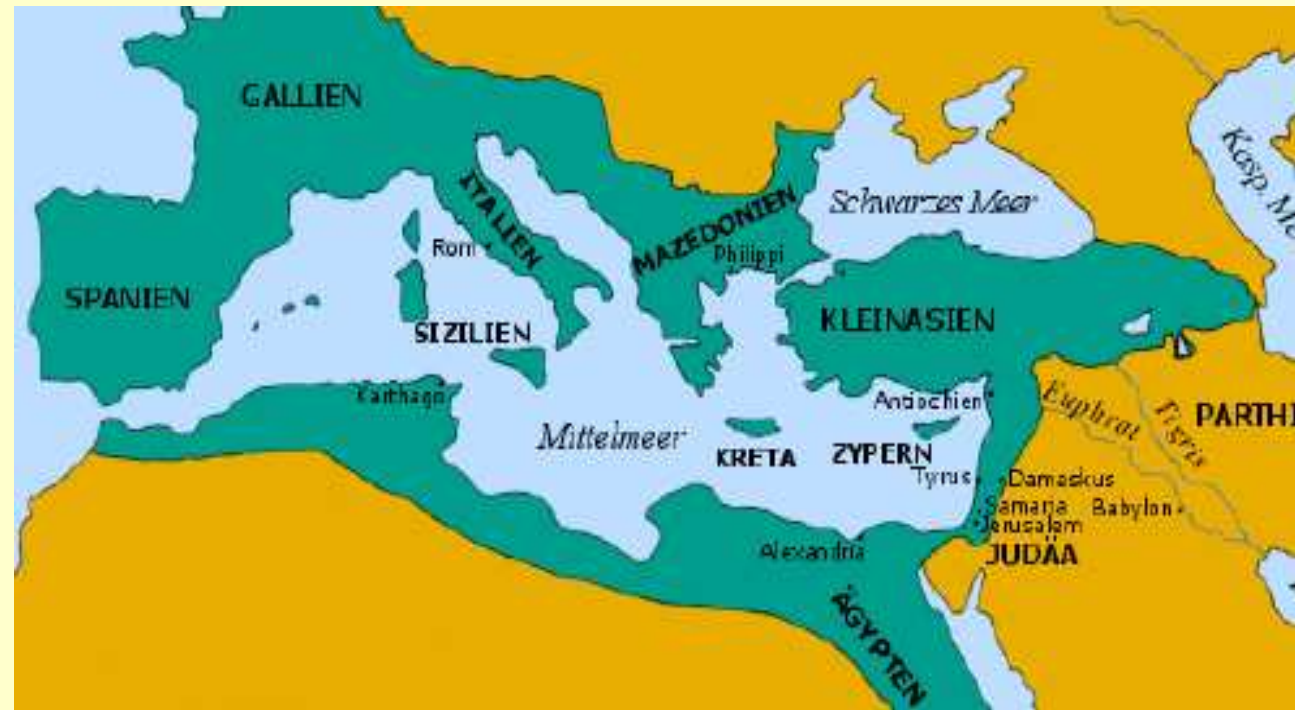 GALLIEN
Kasp. Me
ITALIEN
Schwarzes Meer
MAZEDONIEN
Rom
Philippi
SPANIEN
KLEINASIEN
SIZILIEN
Karthago
Antiochien
Euphrat
Tigris
PARTHI
Mittelmeer
KRETA
ZYPERN
Tyrus
Damaskus
Samaria
Babylon
Jerusalem
Alexandria
JUDÄA
ÄGYPTEN